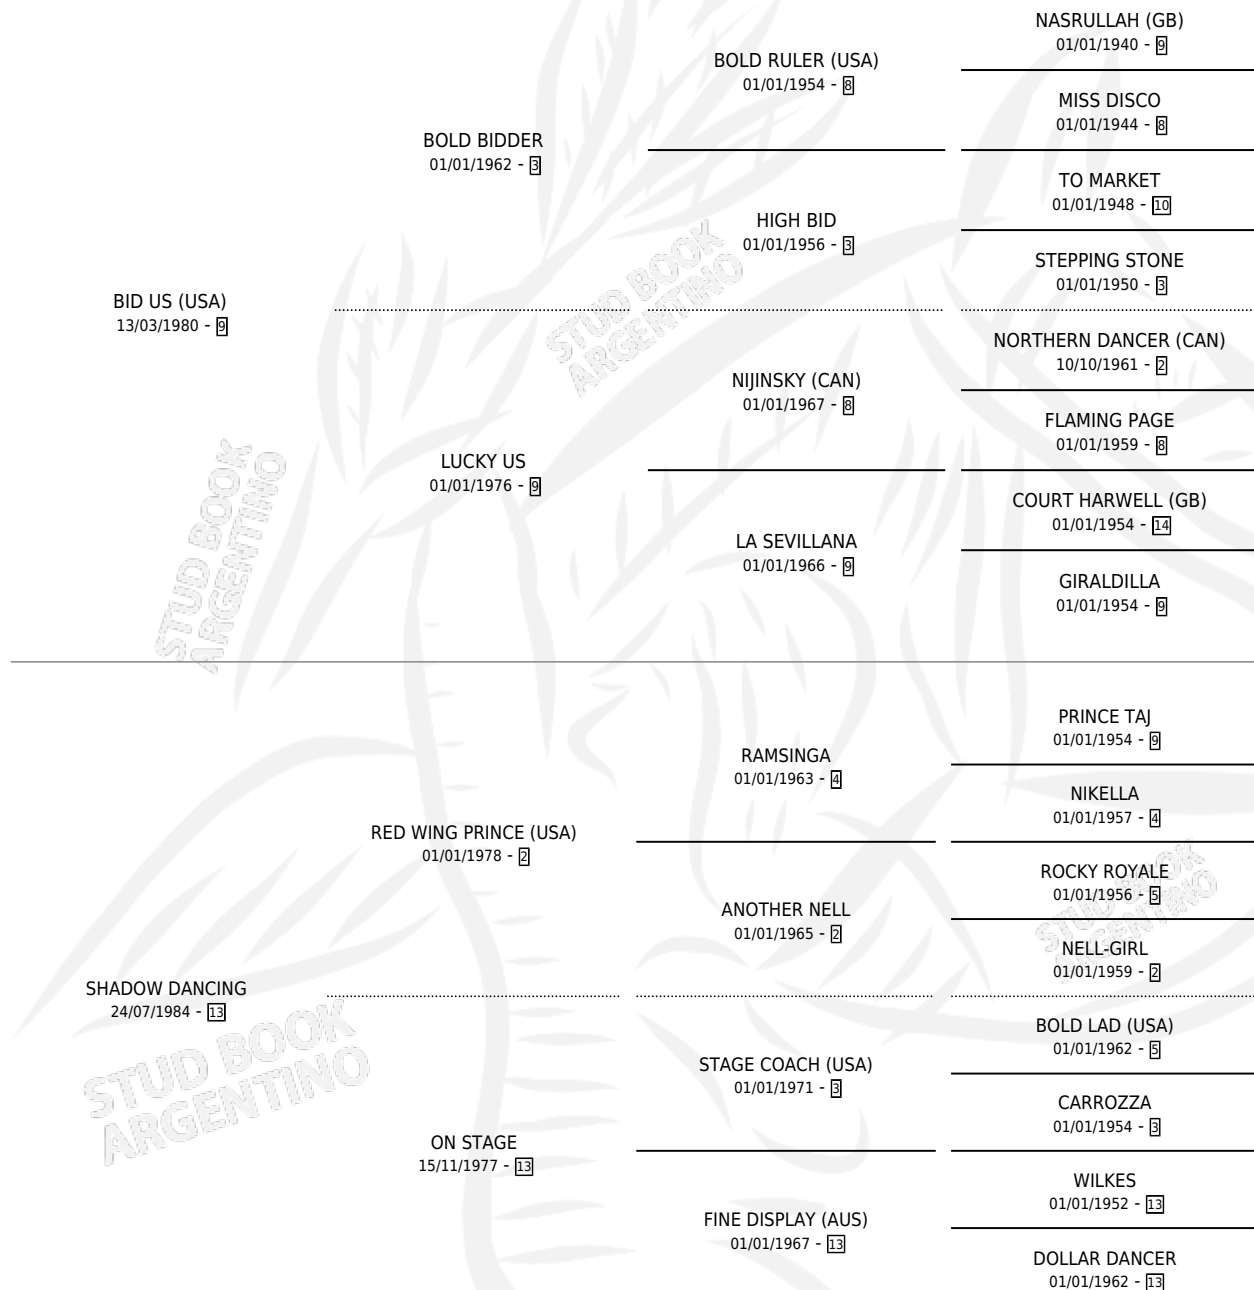 NASRULLAH (GB)
01/01/1940 - 9
BOLD RULER (USA)
01/01/1954 - 8
MISS DISCO
01/01/1944 - 8
BOLD BIDDER
01/01/1962 - 3
TO MARKET
01/01/1948 - 10
HIGH BID
01/01/1956 - 3
STEPPING STONE
01/01/1950 - 3
BID US (USA)
13/03/1980 - 9
NORTHERN DANCER (CAN)
10/10/1961 - 2
NIJINSKY (CAN)
01/01/1967 - 8
FLAMING PAGE
01/01/1959 - 8
LUCKY US
01/01/1976 - 9
COURT HARWELL (GB)
01/01/1954 - 14
LA SEVILLANA
01/01/1966 - 9
GIRALDILLA
01/01/1954 - 9
PRINCE TAJ
01/01/1954 - 9
RAMSINGA
01/01/1963 - 4
NIKELLA
01/01/1957 - 4
RED WING PRINCE (USA)
01/01/1978 - 2
ROCKY ROYALE
01/01/1956 - 5
ANOTHER NELL
01/01/1965 - 2
NELL-GIRL
01/01/1959 - 2
SHADOW DANCING
24/07/1984 - 13
BOLD LAD (USA)
01/01/1962 - 5
STAGE COACH (USA)
01/01/1971 - 3
CARROZZA
01/01/1954 - 3
ON STAGE
15/11/1977 - 13
WILKES
01/01/1952 - 13
FINE DISPLAY (AUS)
01/01/1967 - 13
DOLLAR DANCER
01/01/1962 - 13
STUD BOOK
ARGENTINO
STUD BOOK
ARGENTINO
STUD BOOK
ARGENTINO
STUD BOOK
ARGENTINO